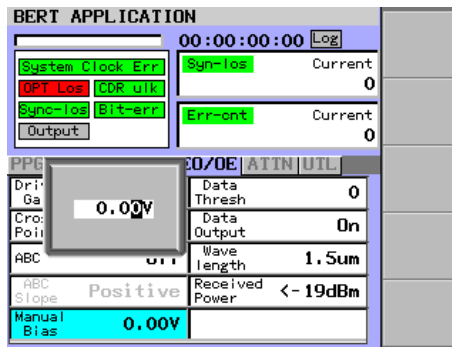 BERT APPLICATION
00:00:00:00 Log
System Clock Err
OPT Los CDR ulk
Sync-los Bit-err
Output
Syn-los Current
0
Err-cnt Current
0
PPG EO/OE ATTN UTL
0.00V
Data Thresh 0
Data Output On
ABC
Wave length 1.5um
ABC Slope Positive
Received Power <-19dBm
Manual Bias 0.00V